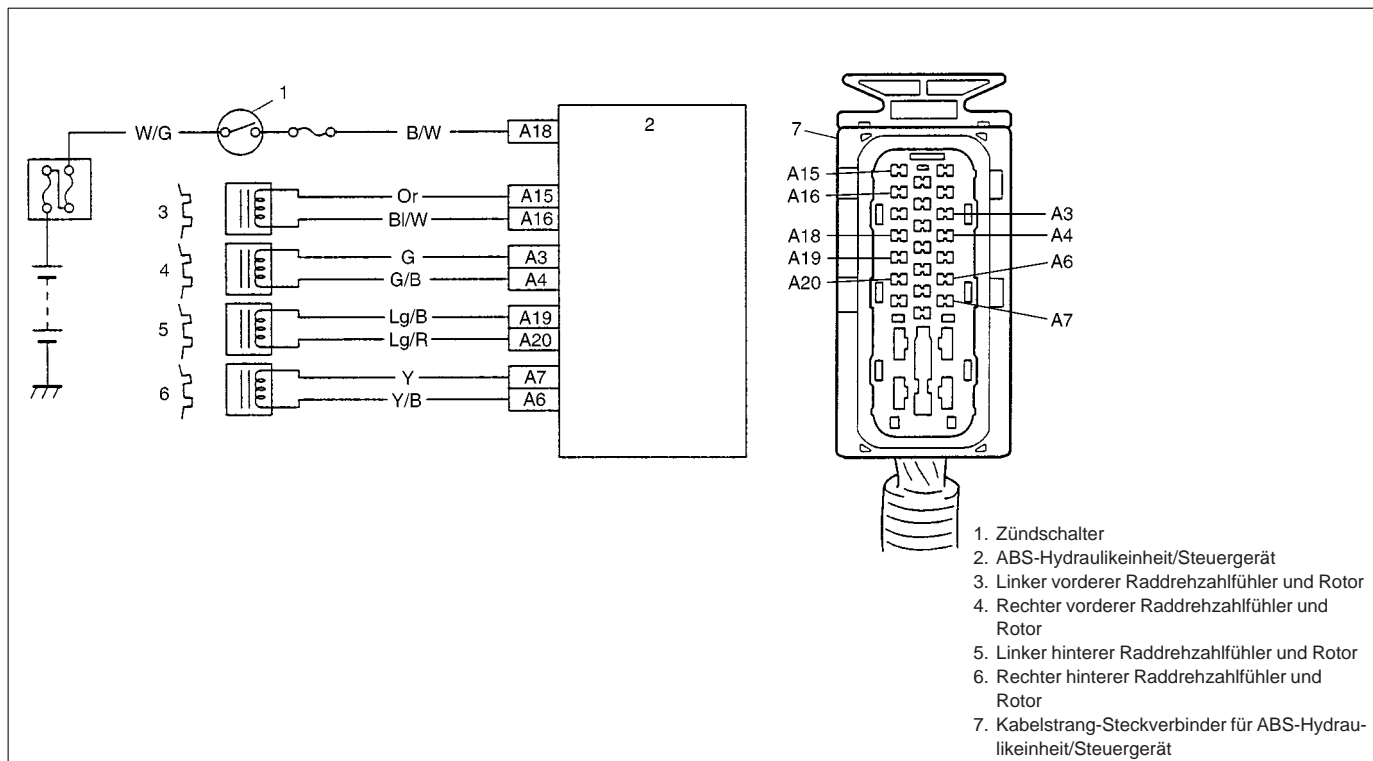 1
2
W/G
B/W
A18
3
Or
A15
Bl/W
A16
4
G
A3
G/B
A4
5
Lg/B
A19
Lg/R
A20
6
Y
A7
Y/B
A6
7
A15
A16
A18
A19
A20
A3
A4
A6
A7
1. Zündschalter
2. ABS-Hydraulikeinheit/Steuergerät
3. Linker vorderer Raddrehzahlfühler und Rotor
4. Rechter vorderer Raddrehzahlfühler und
Rotor
5. Linker hinterer Raddrehzahlfühler und Rotor
6. Rechter hinterer Raddrehzahlfühler und
Rotor
7. Kabelstrang-Steckverbinder für ABS-Hydrau-
likeinheit/Steuergerät